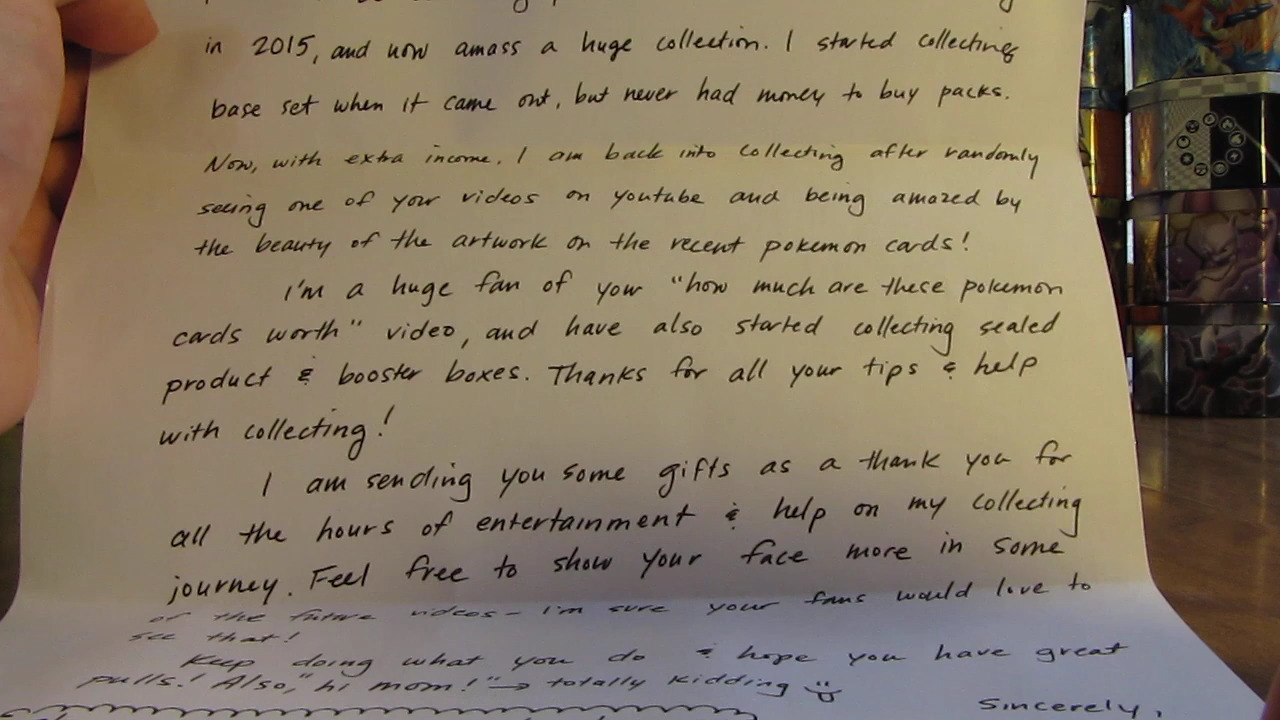 in 2015, and now amass a huge collection. I started collecting
base set when it came out, but never had money to buy packs.
Now, with extra income, I am back into collecting after randomly
seeing one of your videos on youtube and being amazed by
the beauty of the artwork on the recent pokemon cards!
I'm a huge fan of your "how much are these pokemon
cards worth" video, and have also started collecting sealed
product & booster boxes. Thanks for all your tips & help
with collecting!
I am sending you some gifts as a thank you for
all the hours of entertainment & help on my collecting
journey. Feel free to show your face more in some
of the future videos - I'm sure your fans would love to
see that!
Keep doing what you do & hope you have great
pulls! Also, "hi mom!" → totally kidding
Sincerely,